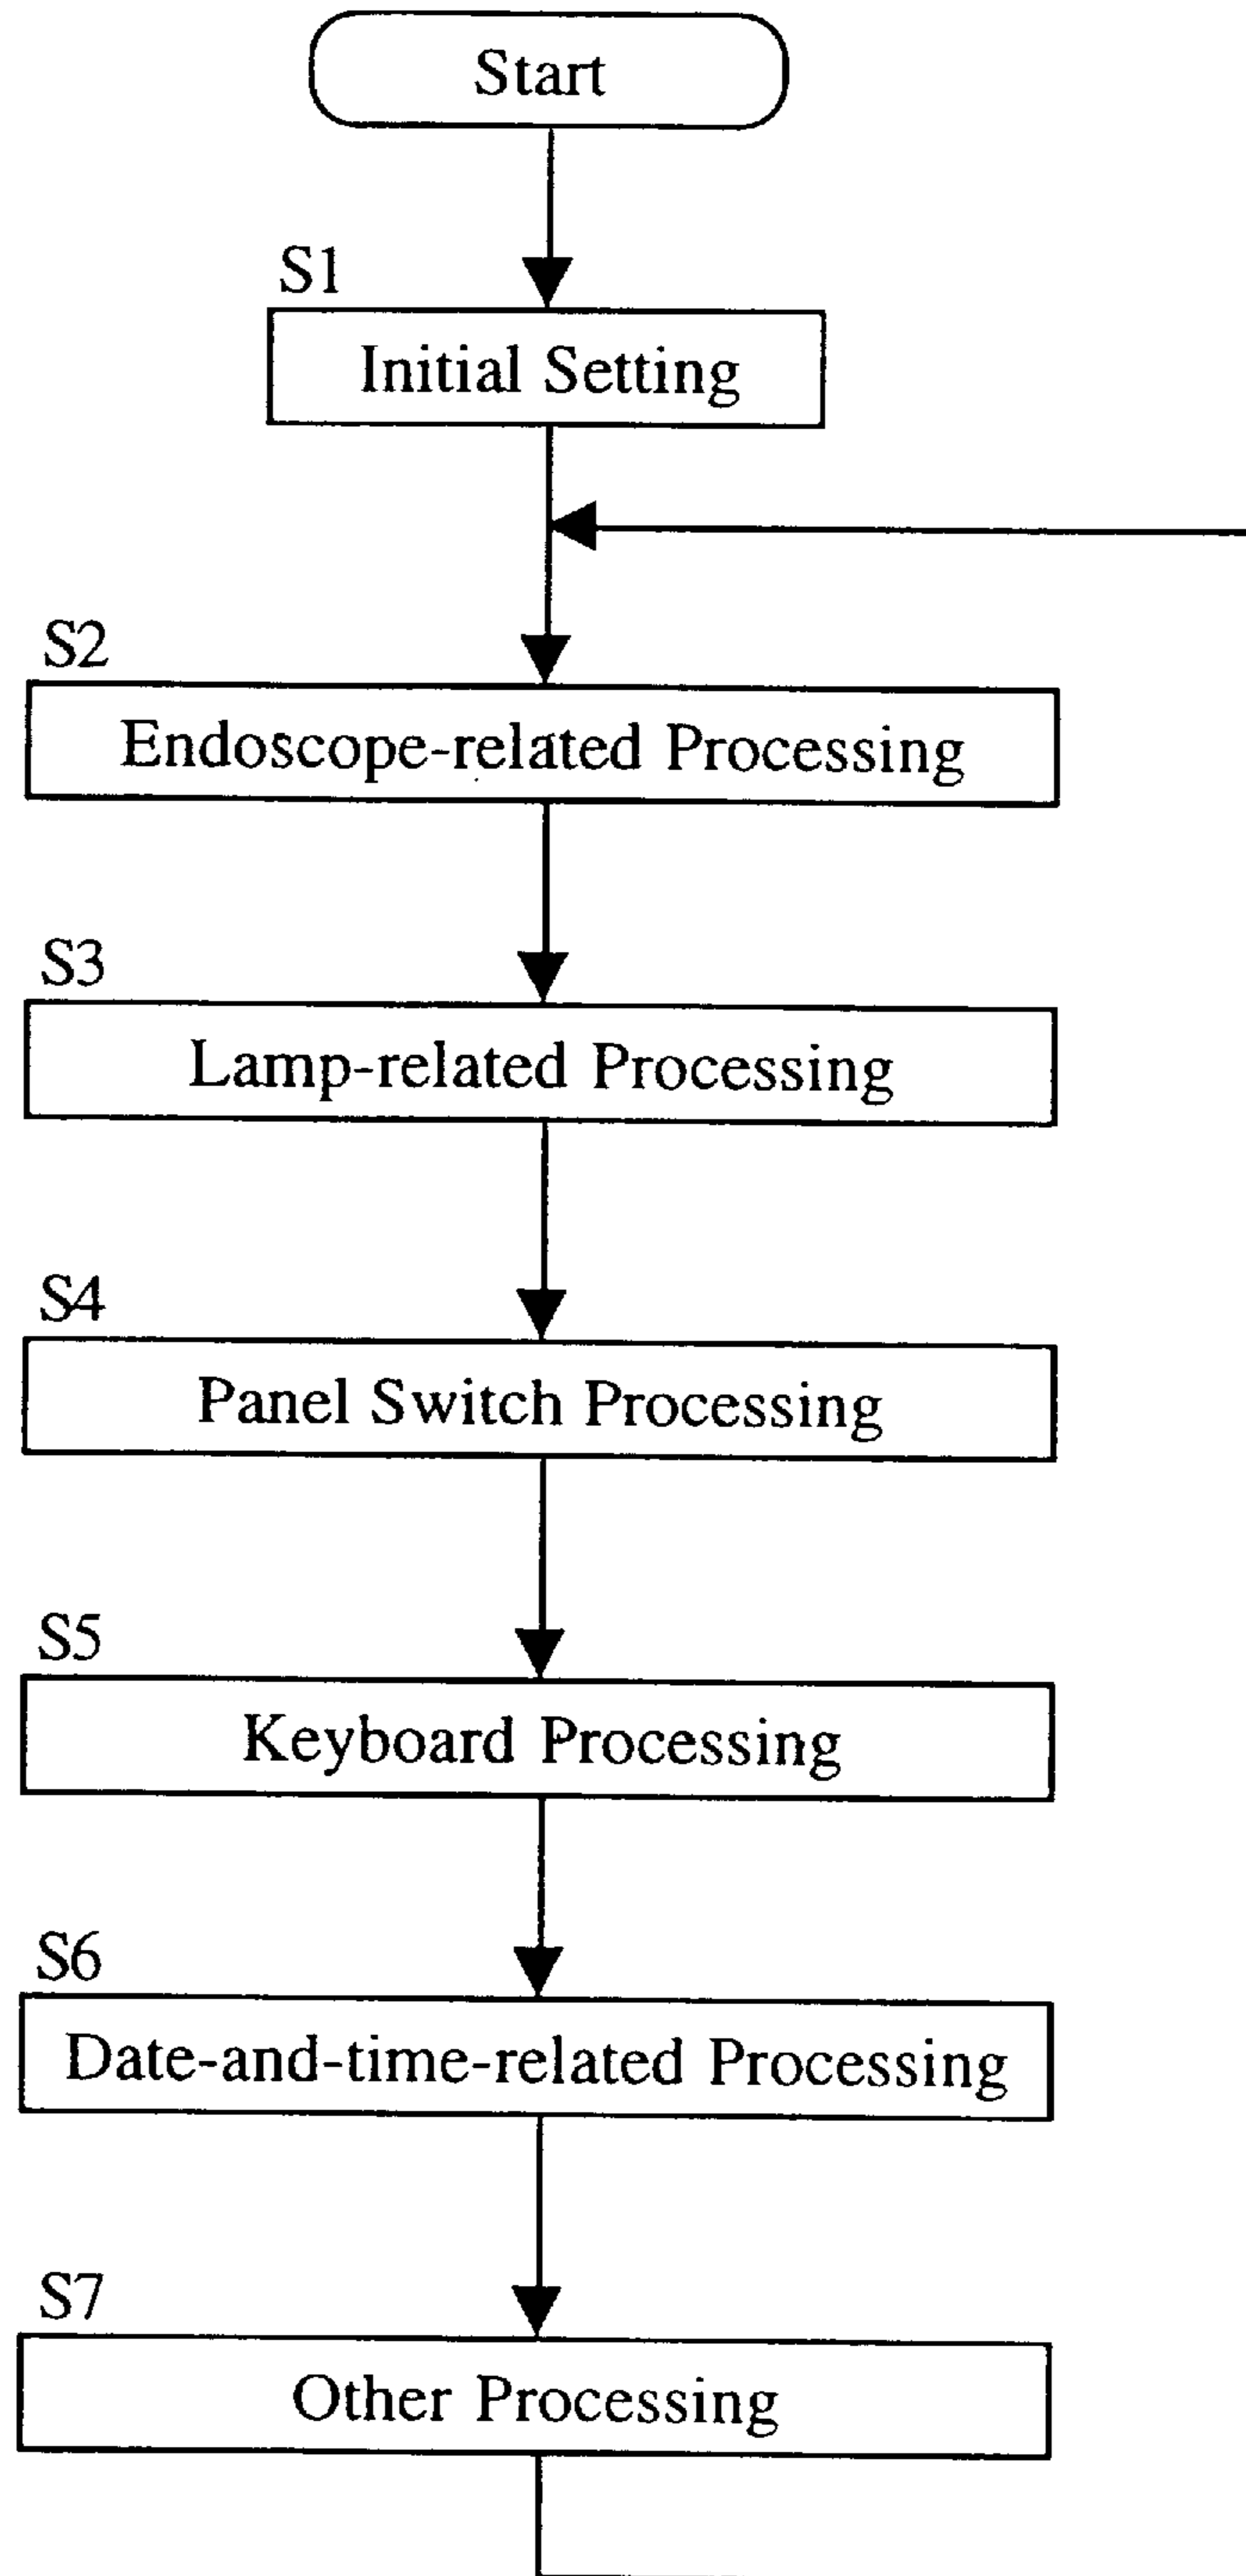 Start
S1
Initial Setting
S2
Endoscope-related Processing
S3
Lamp-related Processing
S4
Panel Switch Processing
S5
Keyboard Processing
S6
Date-and-time-related Processing
S7
Other Processing